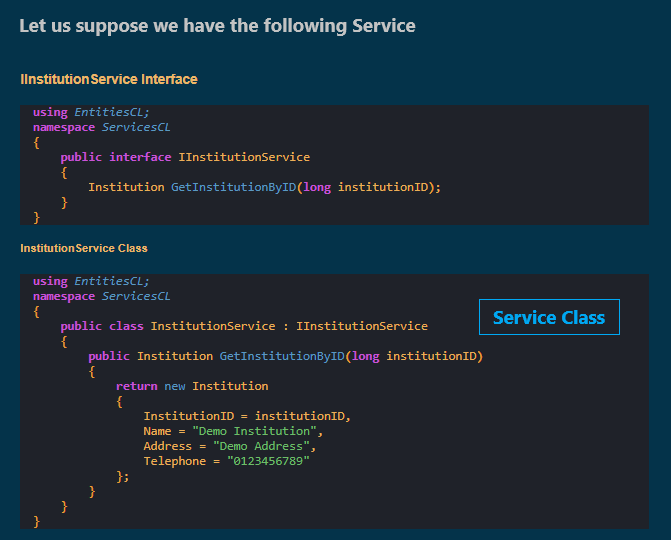 Let us suppose we have the following Service
IInstitutionService Interface
using EntitiesCL;
namespace ServicesCL
{
public interface IInstitutionService
{
Institution GetInstitutionByID(long institutionID);
}
}
InstitutionService Class
using EntitiesCL;
namespace ServicesCL
{
public class InstitutionService : IInstitutionService
Service Class
{
public Institution GetInstitutionByID(long institutionID)
{
return new Institution
{
InstitutionID = institutionID,
Name = "Demo Institution",
Address = "Demo Address",
Telephone = "0123456789"
};
}
}
}